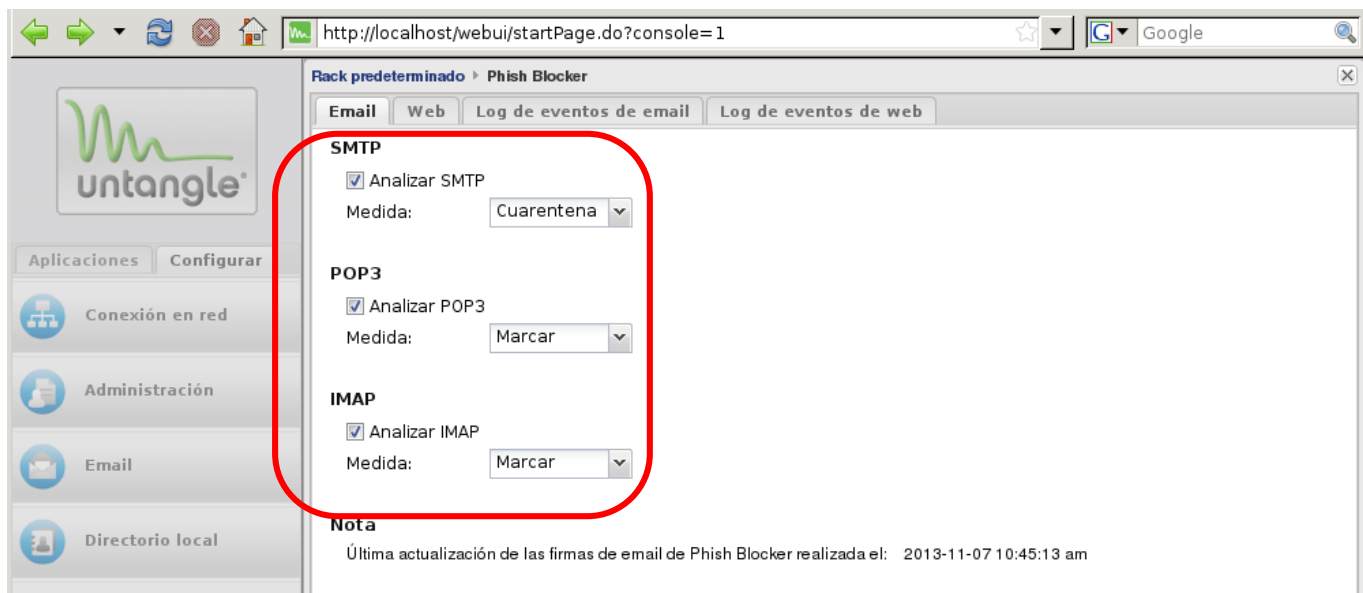 http://localhost/webui/startPage.do?console=1
G Google
Rack predeterminado Phish Blocker
Email Web Log de eventos de email Log de eventos de web
untangle
Aplicaciones Configurar
Conexión en red
Administración
Email
Directorio local
SMTP
Analizar SMTP
Medida: Cuarentena
POP3
Analizar POP3
Medida: Marcar
IMAP
Analizar IMAP
Medida: Marcar
Nota
Última actualización de las firmas de email de Phish Blocker realizada el: 2013-11-07 10:45:13 am